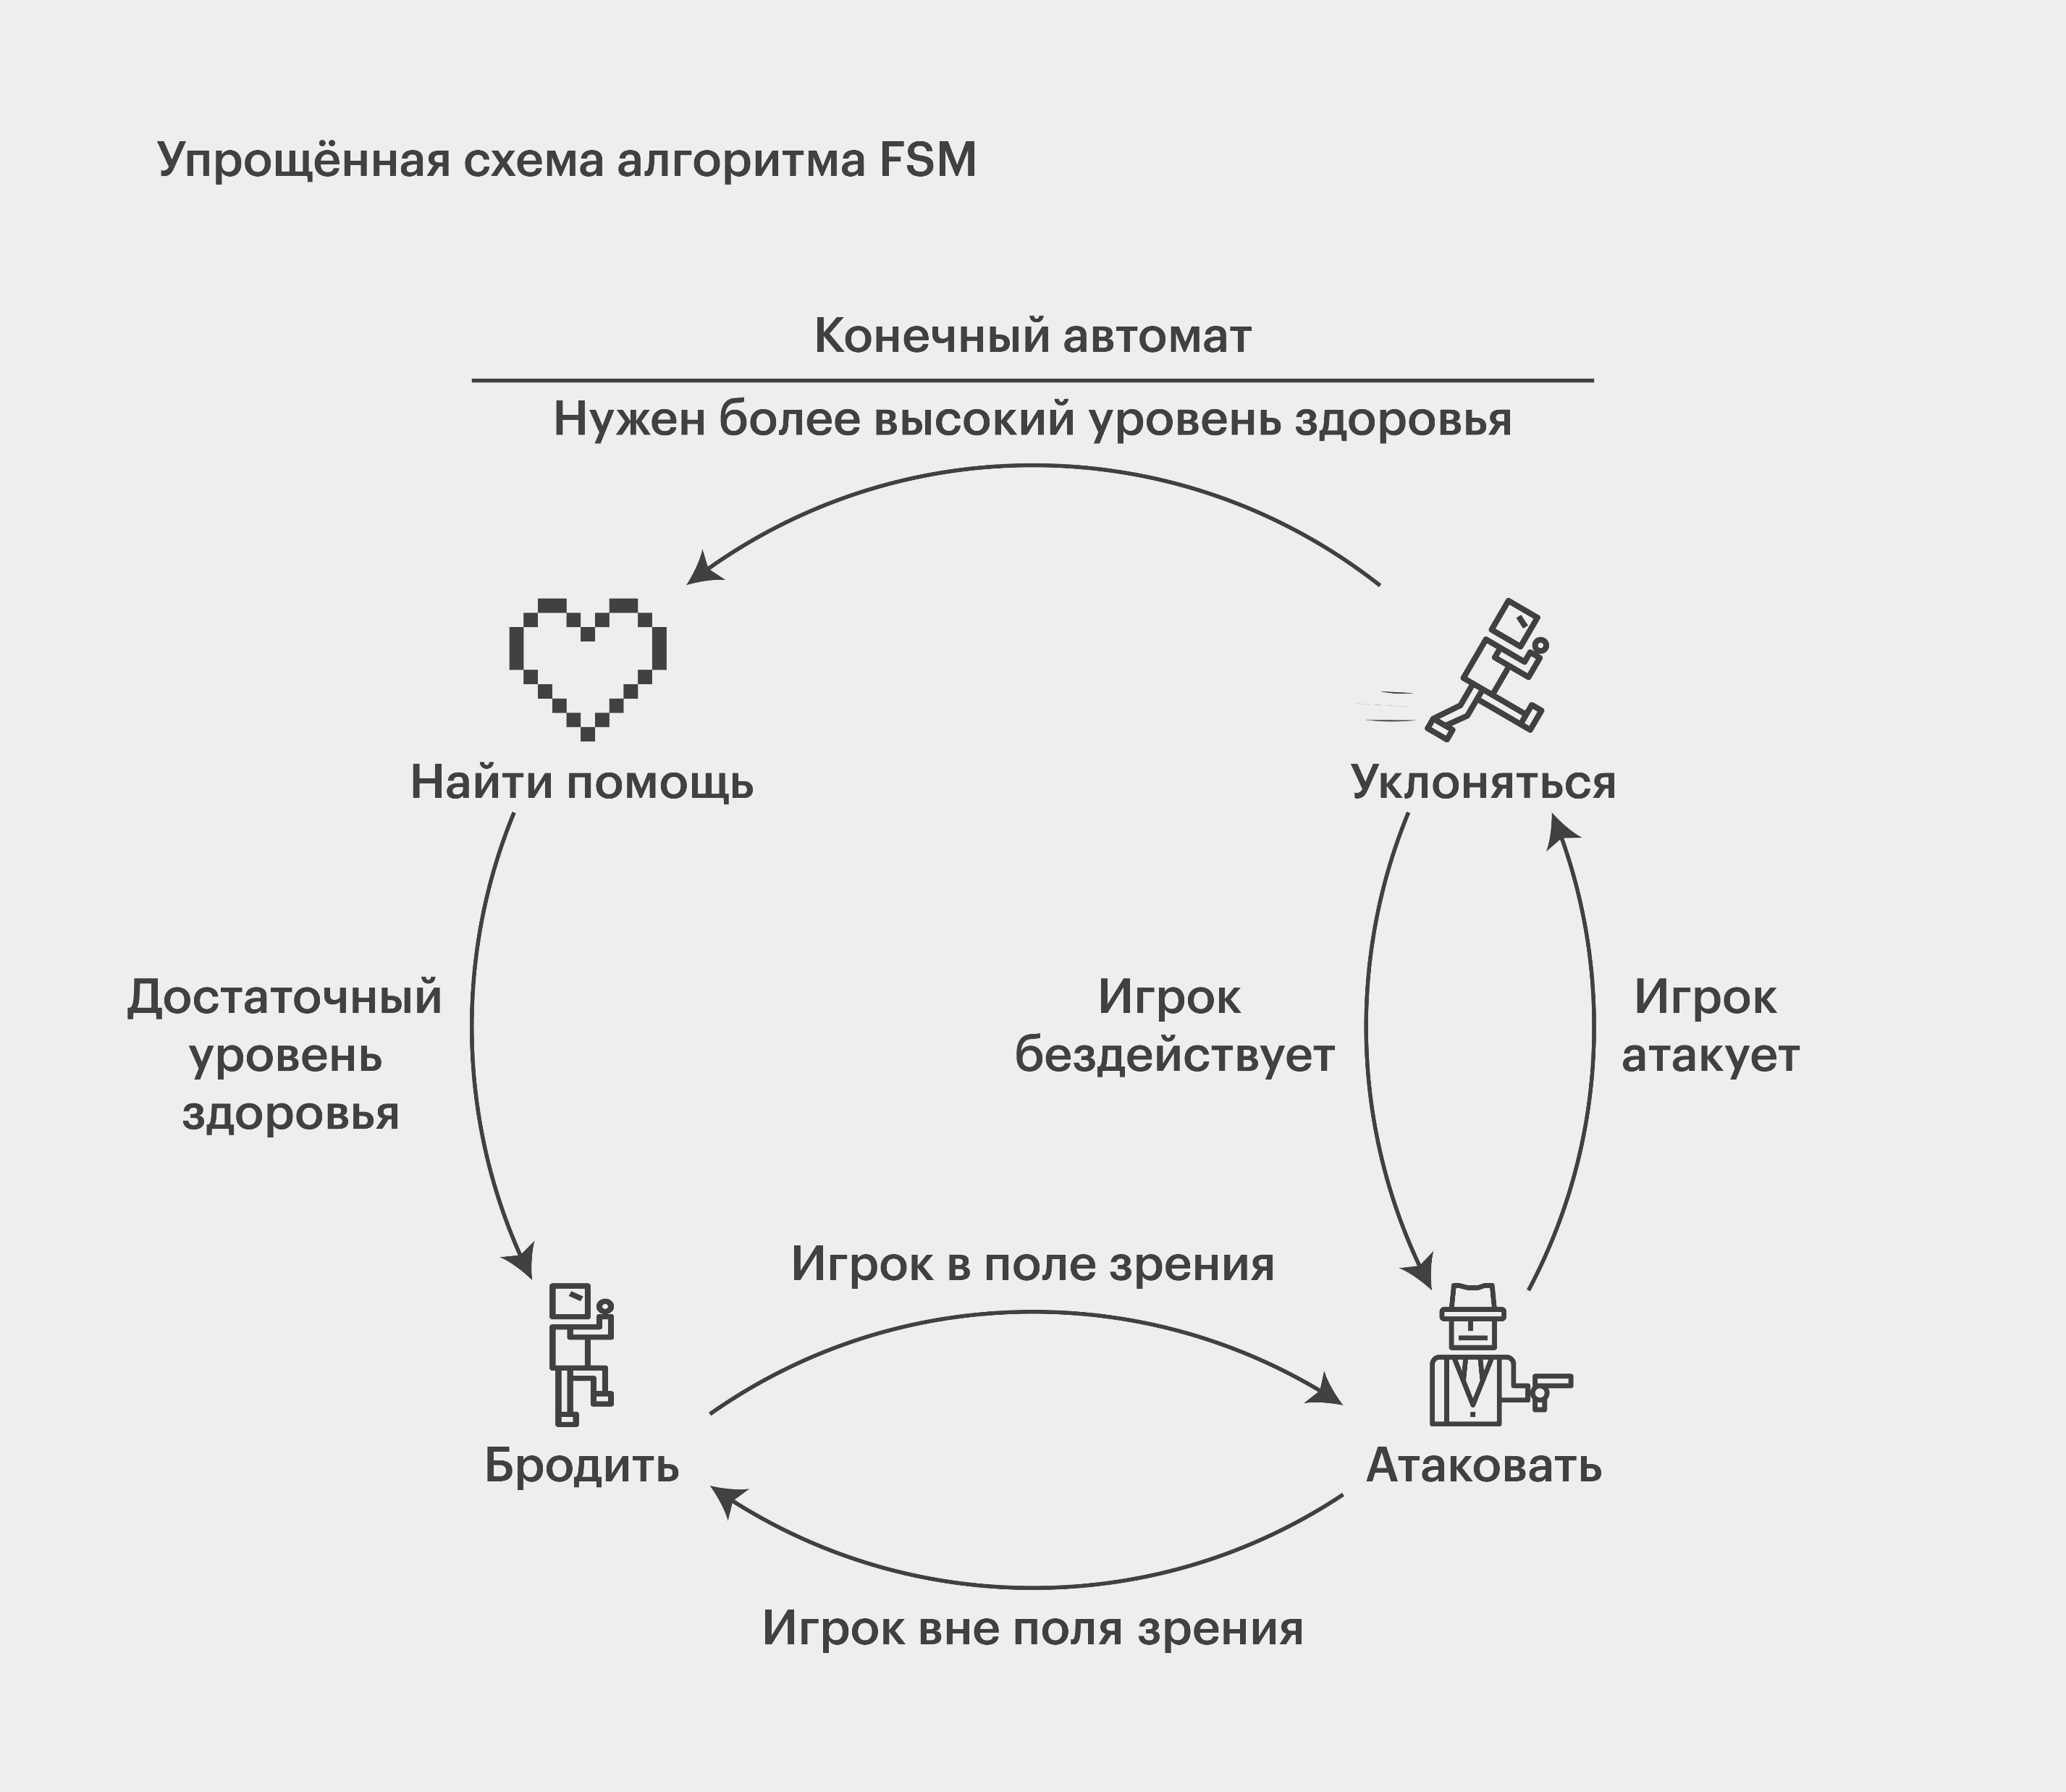 Упрощённая схема алгоритма FSM
Конечный автомат
Нужен более высокий уровень здоровья
Найти помощь
Уклоняться
Достаточный
уровень
здоровья
Игрок
бездействует
Игрок
атакует
Игрок в поле зрения
Бродить
Атаковать
Игрок вне поля зрения